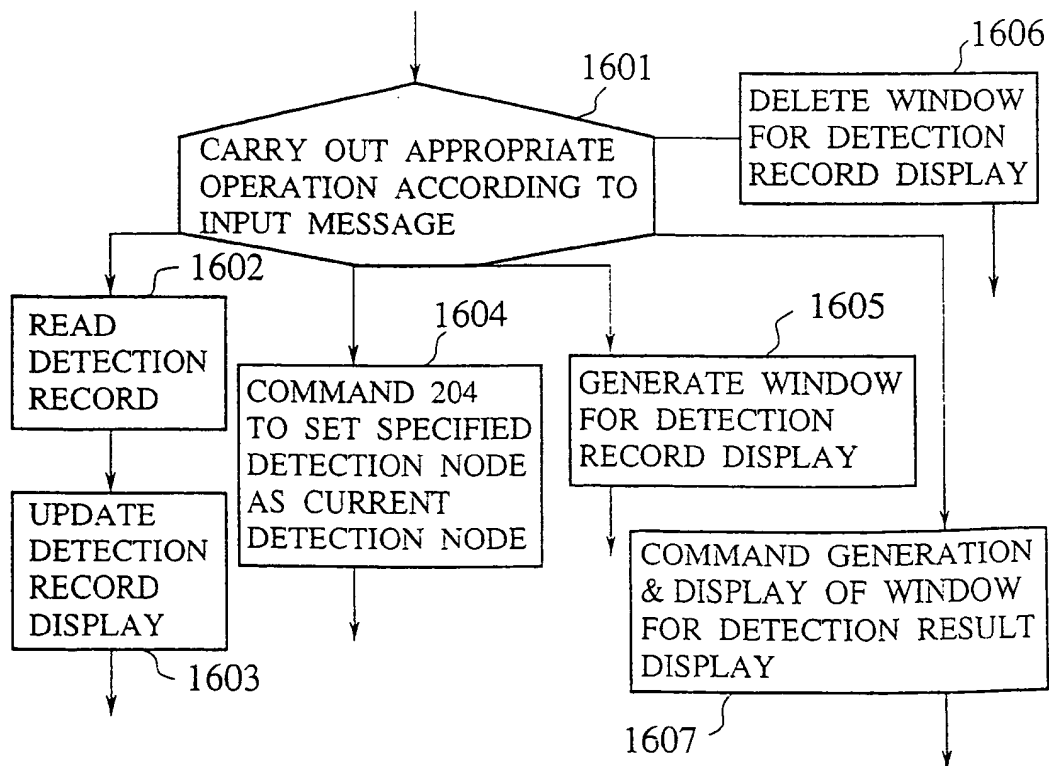 1601
CARRY OUT APPROPRIATE
OPERATION ACCORDING TO
INPUT MESSAGE
1606
DELETE WINDOW
FOR DETECTION
RECORD DISPLAY
1602
READ
DETECTION
RECORD
1603
UPDATE
DETECTION
RECORD
DISPLAY
1604
COMMAND 204
TO SET SPECIFIED
DETECTION NODE
AS CURRENT
DETECTION NODE
1605
GENERATE WINDOW
FOR DETECTION
RECORD DISPLAY
COMMAND GENERATION
& DISPLAY OF WINDOW
FOR DETECTION RESULT
DISPLAY
1607